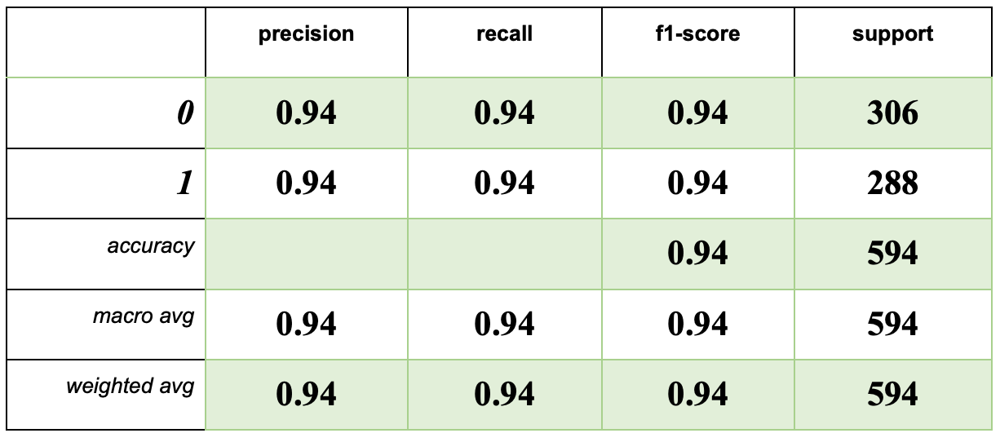 precision recall f1-score support
0 0.94 0.94 0.94 306
1 0.94 0.94 0.94 288
accuracy 0.94 594
macro avg 0.94 0.94 0.94 594
weighted avg 0.94 0.94 0.94 594